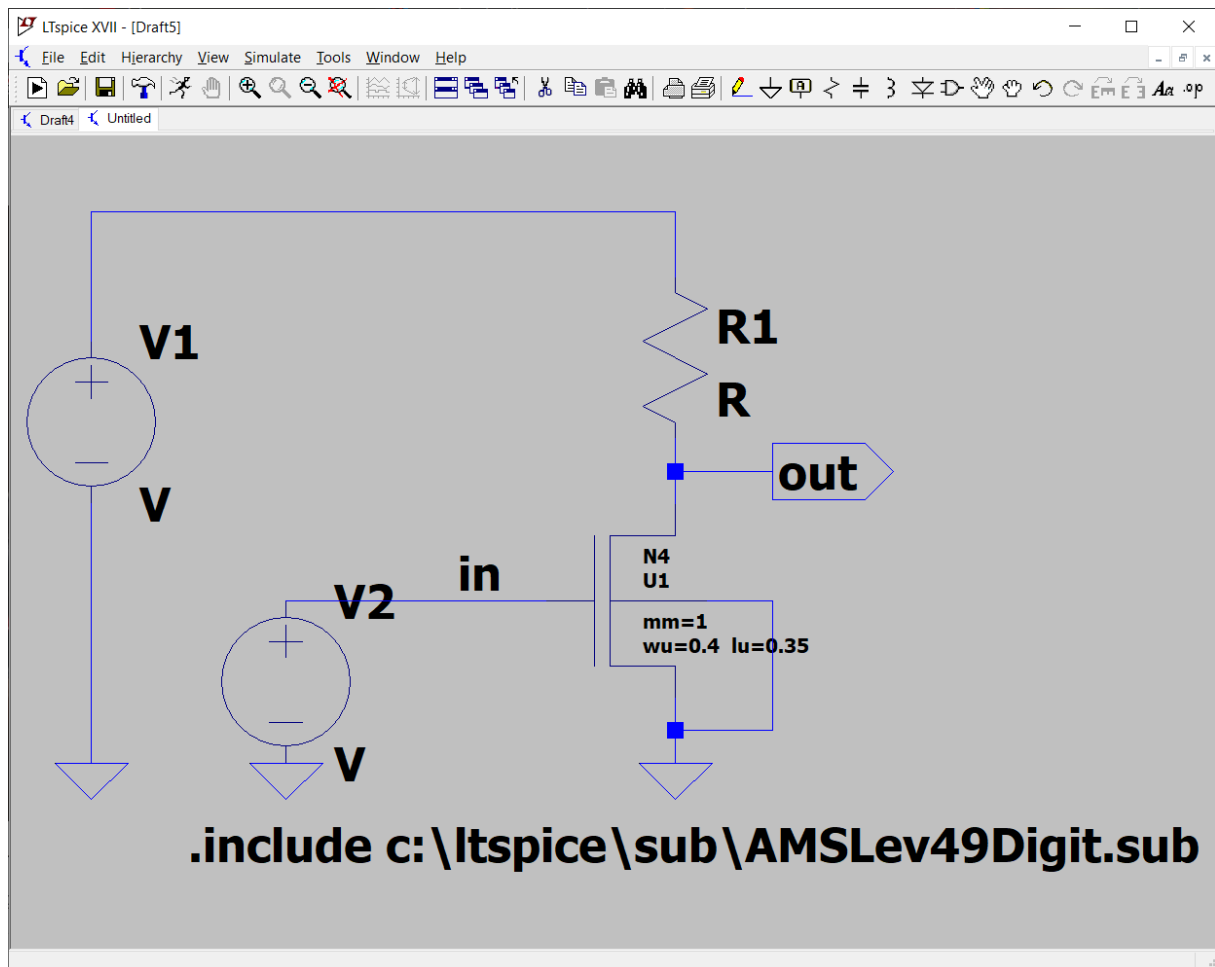 LTspice XVII - [Draft5]
File Edit Hierarchy View Simulate Tools Window Help
Aa .op
Draft4 Untitled
V1
V
R1
R
out
in
V2
V
N4
U1
mm=1
wu=0.4 lu=0.35
.include c:\ltspice\sub\AMSLev49Digit.sub